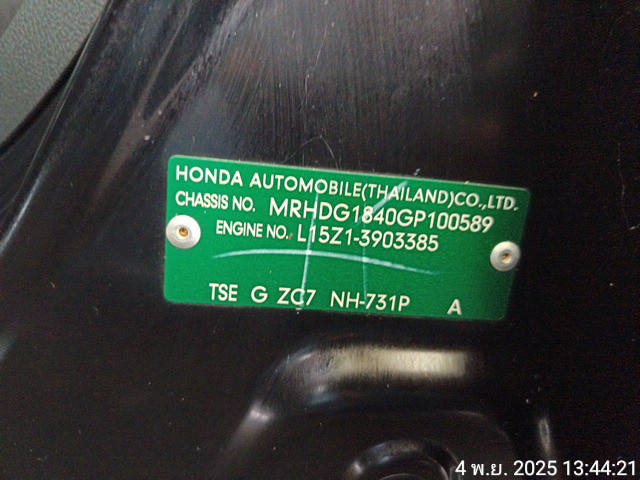 HONDA AUTOMOBILE(THAILAND)CO.,LTD.
CHASSIS NO. MRHDG1840GP100589
ENGINE NO. L15Z1-3903385
TSE G ZC7 NH-731P A
4 พ.ย. 2025 13:44:21